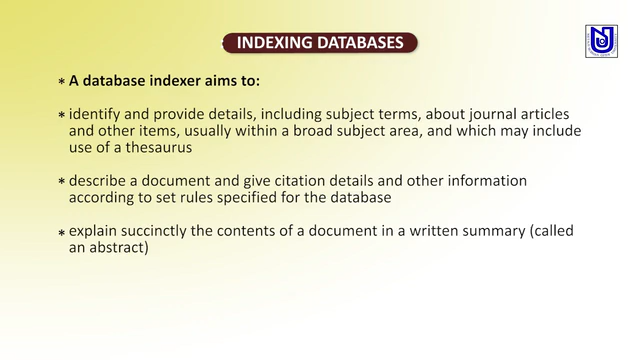 INDEXING DATABASES
* A database indexer aims to:
* identify and provide details, including subject terms, about journal articles
and other items, usually within a broad subject area, and which may include
use of a thesaurus
* describe a document and give citation details and other information
according to set rules specified for the database
* explain succinctly the contents of a document in a written summary (called
an abstract)